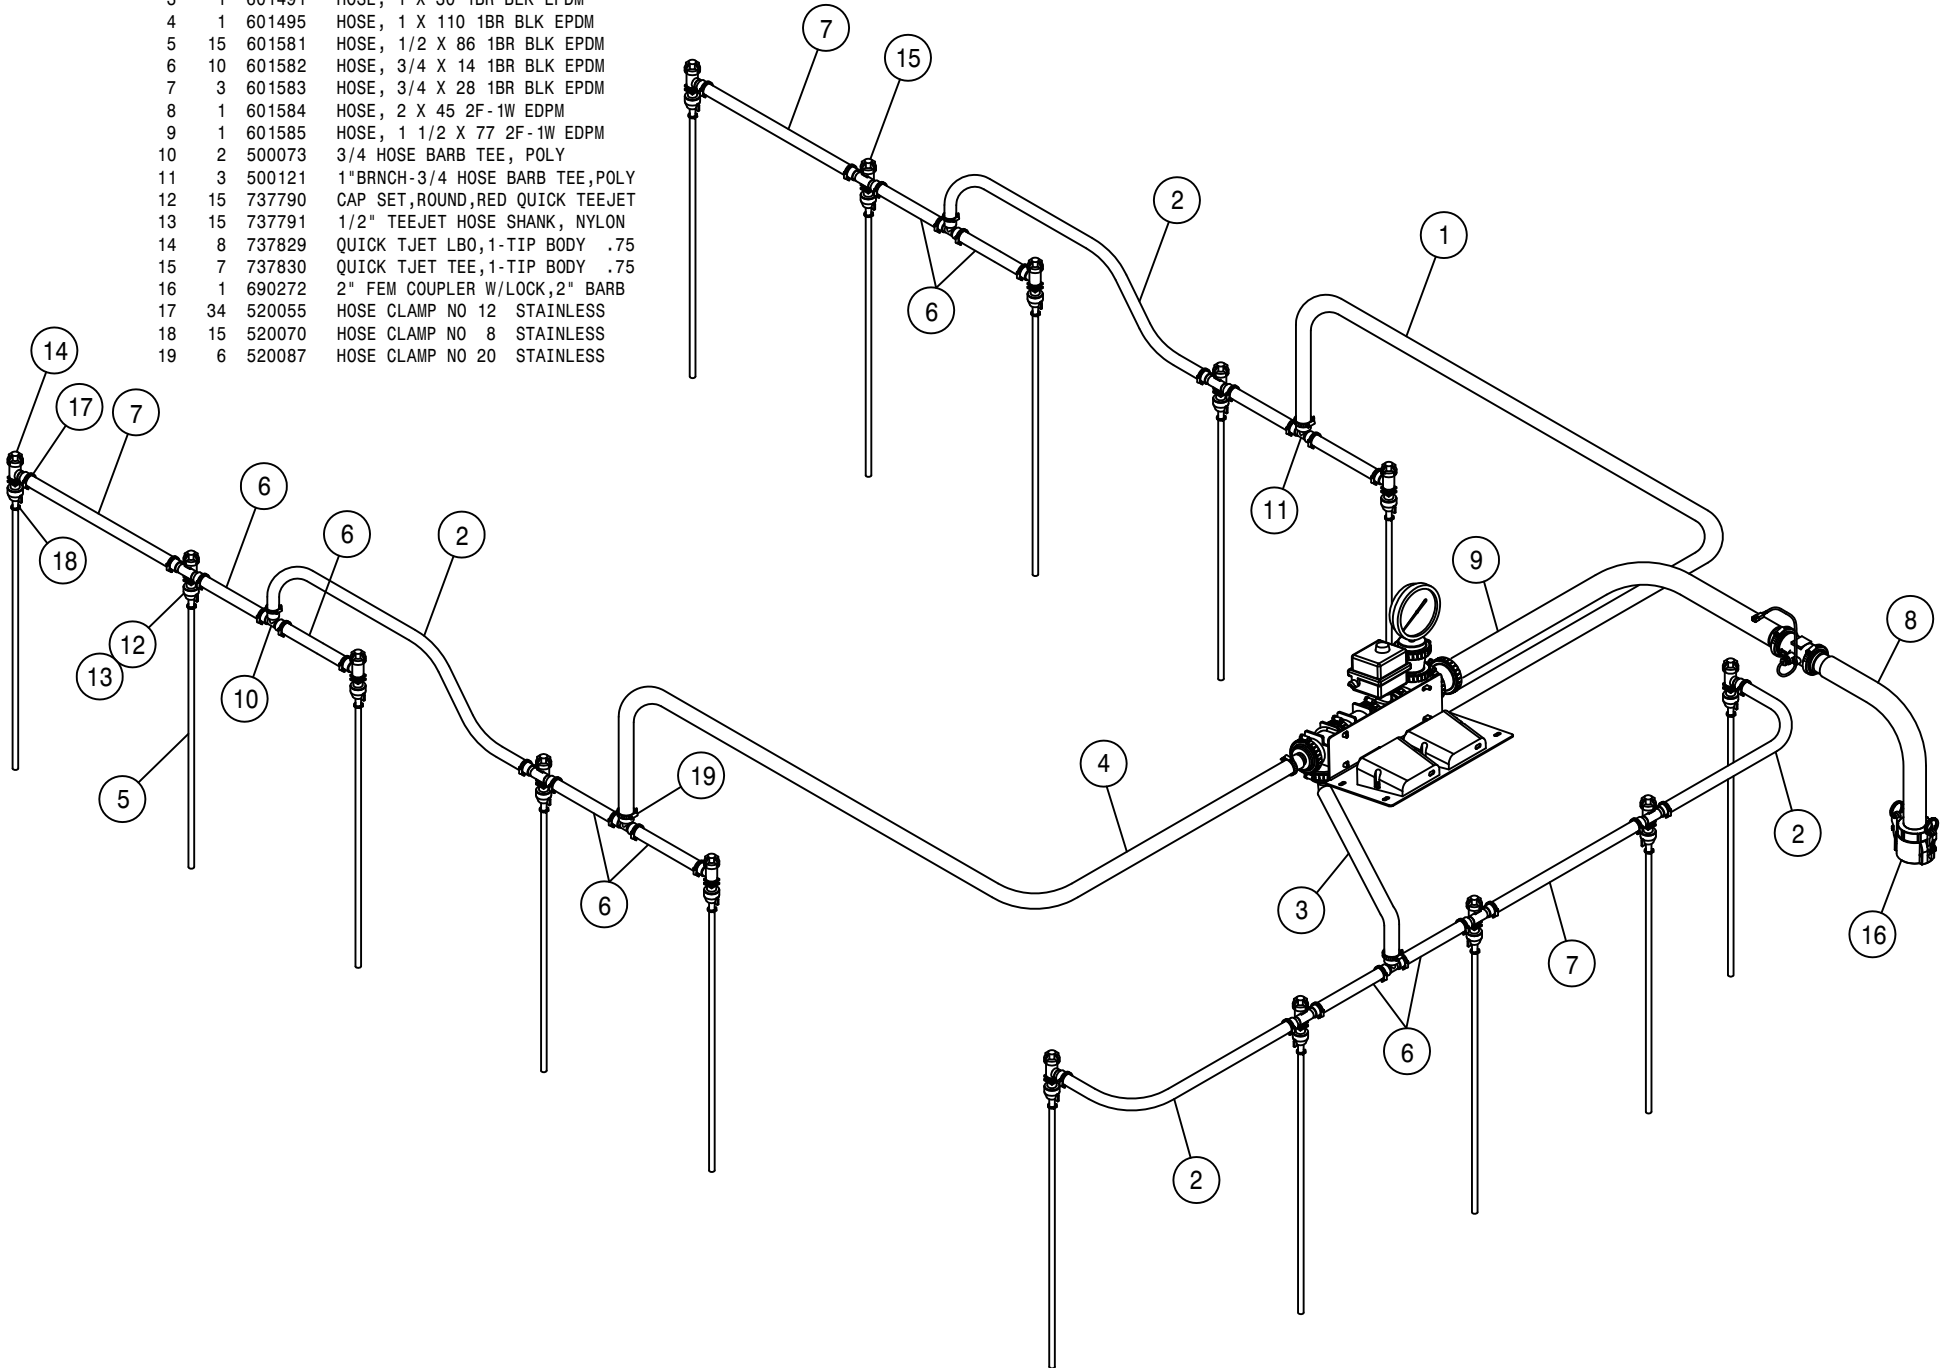 3 1 601491 HOSE, 1 X 50 1BR BLK EPDM
4 1 601495 HOSE, 1 X 110 1BR BLK EPDM
5 15 601581 HOSE, 1/2 X 86 1BR BLK EPDM
6 10 601582 HOSE, 3/4 X 14 1BR BLK EPDM
7 3 601583 HOSE, 3/4 X 28 1BR BLK EPDM
8 1 601584 HOSE, 2 X 45 2F-1W EDPM
9 1 601585 HOSE, 1 1/2 X 77 2F-1W EDPM
10 2 500073 3/4 HOSE BARB TEE, POLY
11 3 500121 1"BRNCH-3/4 HOSE BARB TEE,POLY
12 15 737790 CAP SET,ROUND,RED QUICK TEEJET
13 15 737791 1/2" TEEJET HOSE SHANK, NYLON
14 8 737829 QUICK TJET LBO,1-TIP BODY .75
15 7 737830 QUICK TJET TEE,1-TIP BODY .75
16 1 690272 2" FEM COUPLER W/LOCK,2" BARB
17 34 520055 HOSE CLAMP NO 12 STAINLESS
18 15 520070 HOSE CLAMP NO 8 STAINLESS
19 6 520087 HOSE CLAMP NO 20 STAINLESS
7
15
2
1
6
14
17
7
11
6
6
2
18
9
8
12
13
10
4
19
5
2
3
6
16
7
6
2